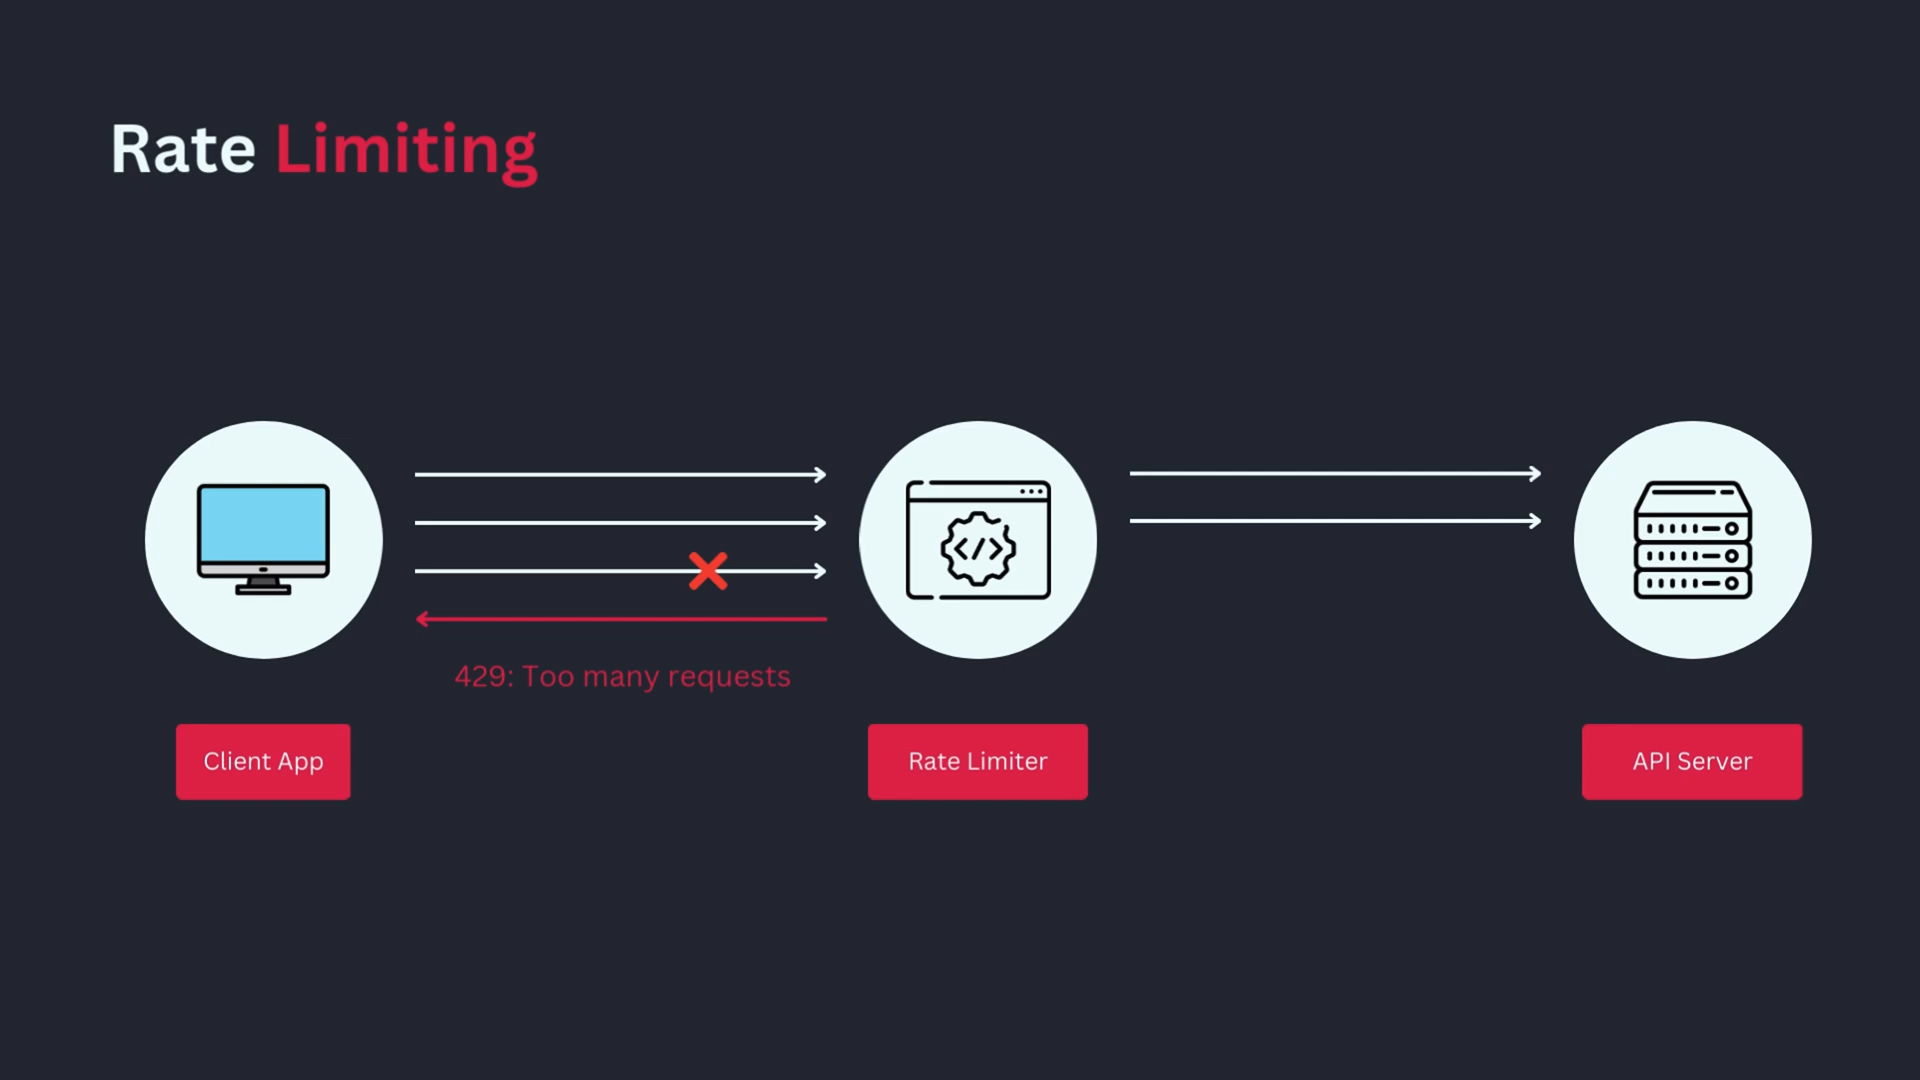 Rate Limiting
429: Too many requests
Client App
Rate Limiter
API Server